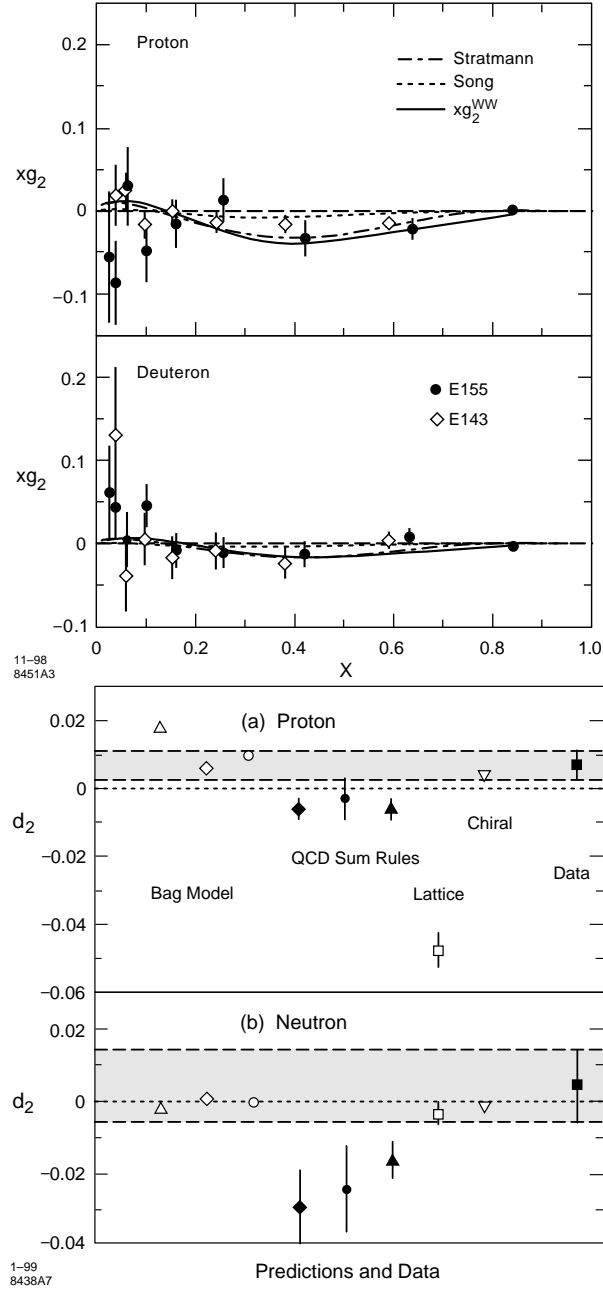 0.2
Proton
Stratmann
Song
xg2WW
0.1
xg2
0
−0.1
Deuteron
0.2
E155
E143
0.1
xg2
0
−0.1
0 0.2 0.4 0.6 0.8 1.0
X
11–98
8451A3
0.02
(a) Proton
0
d2
Chiral
−0.02
QCD Sum Rules
Data
Bag Model
Lattice
−0.04
−0.06
(b) Neutron
0.02
d2
0
−0.02
−0.04
1–99
8438A7
Predictions and Data